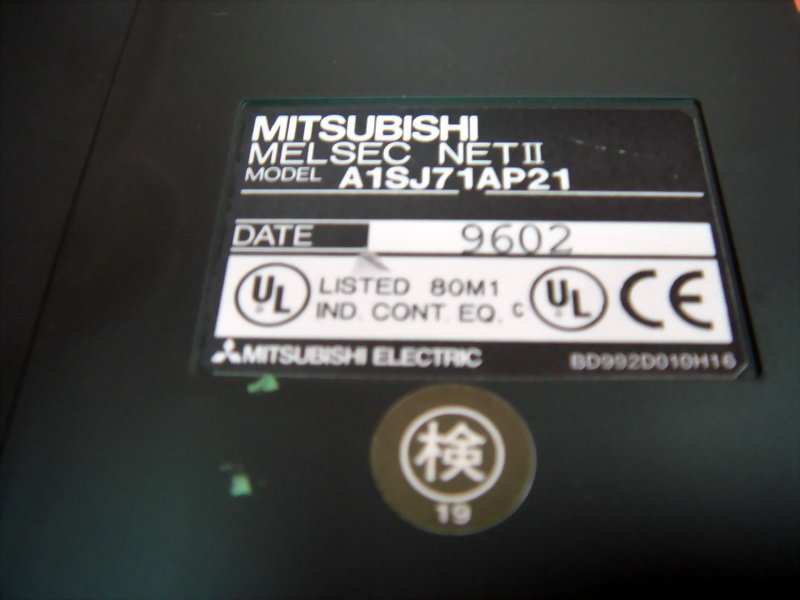 MITSUBISHI
MELSEC NETII
MODEL A1SJ71AP21
DATE 9602
UL LISTED 80M1 C UL CE
IND. CONT. EQ.
MITSUBISHI ELECTRIC BD992D010H16
検
19